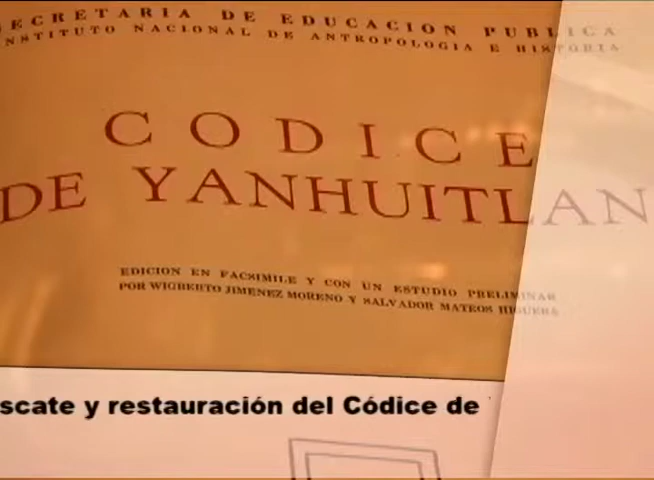 SECRETARIA DE EDUCACION PUBLICA
INSTITUTO NACIONAL DE ANTROPOLOGIA E HISTORIA
CODICE
DE YANHUITLAN
EDICION EN FACSIMILE Y CON UN ESTUDIO PRELIMINAR
POR WIGBERTO JIMENEZ MORENO Y SALVADOR MATEOS HIGUERA
scate y restauración del Códice de